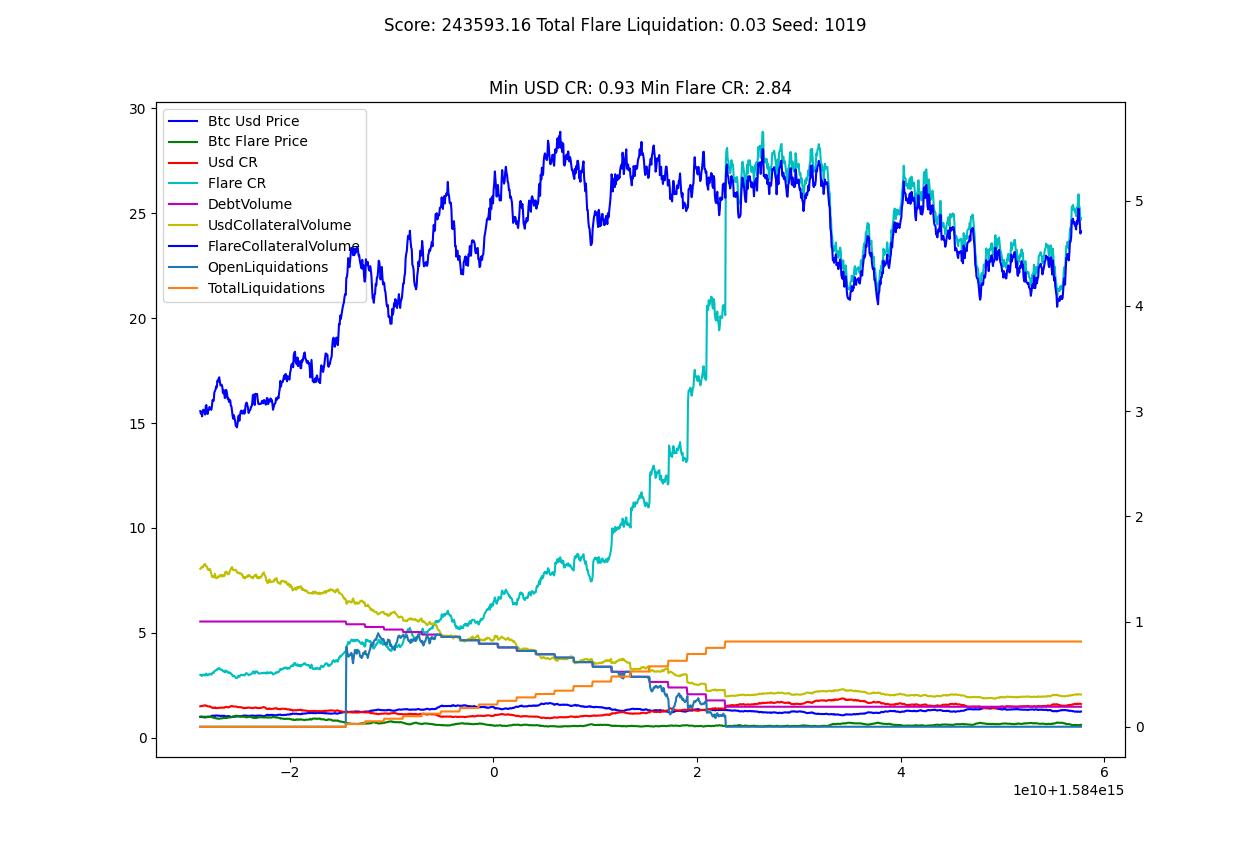 Score: 243593.16 Total Flare Liquidation: 0.03 Seed: 1019
Min USD CR: 0.93 Min Flare CR: 2.84
30
25
20
15
10
5
0
Btc Usd Price
Btc Flare Price
Usd CR
Flare CR
DebtVolume
UsdCollateralVolume
FlareCollateralVolume
OpenLiquidations
TotalLiquidations
5
4
3
2
1
0
−2
0
2
4
6
1e10+1.584e15